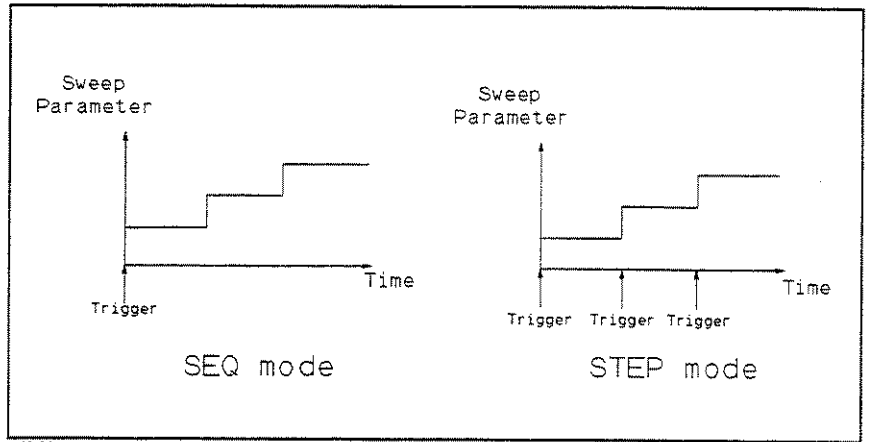 Sweep
Parameter
Time
Trigger
SEQ mode
Sweep
Parameter
Time
Trigger Trigger Trigger
STEP mode